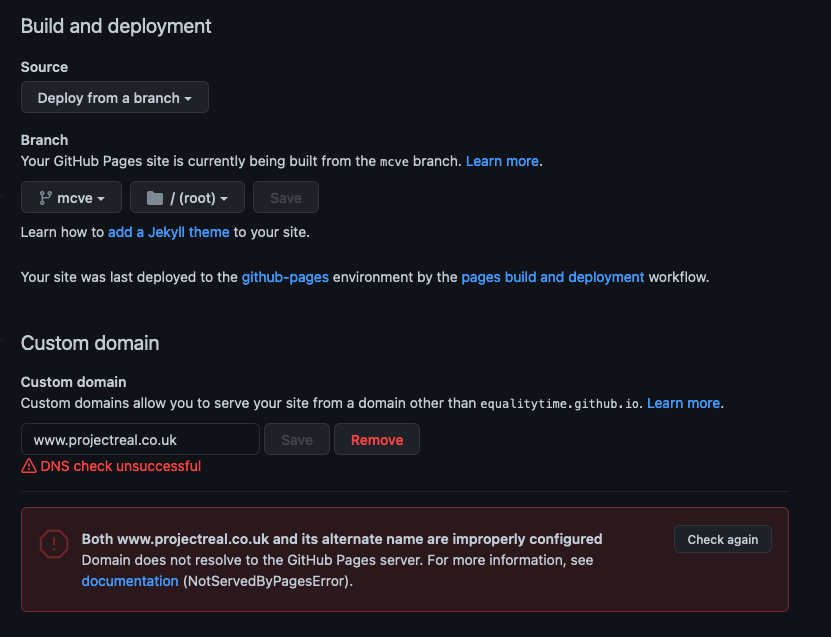 Build and deployment
Source
Deploy from a branch
Branch
Your GitHub Pages site is currently being built from the mcve branch. Learn more.
mcve / (root) Save
Learn how to add a Jekyll theme to your site.
Your site was last deployed to the github-pages environment by the pages build and deployment workflow.
Custom domain
Custom domain
Custom domains allow you to serve your site from a domain other than equalitytime.github.io. Learn more.
www.projectreal.co.uk Save Remove
DNS check unsuccessful
Both www.projectreal.co.uk and its alternate name are improperly configured
Check again
Domain does not resolve to the GitHub Pages server. For more information, see
documentation (NotServedByPagesError).